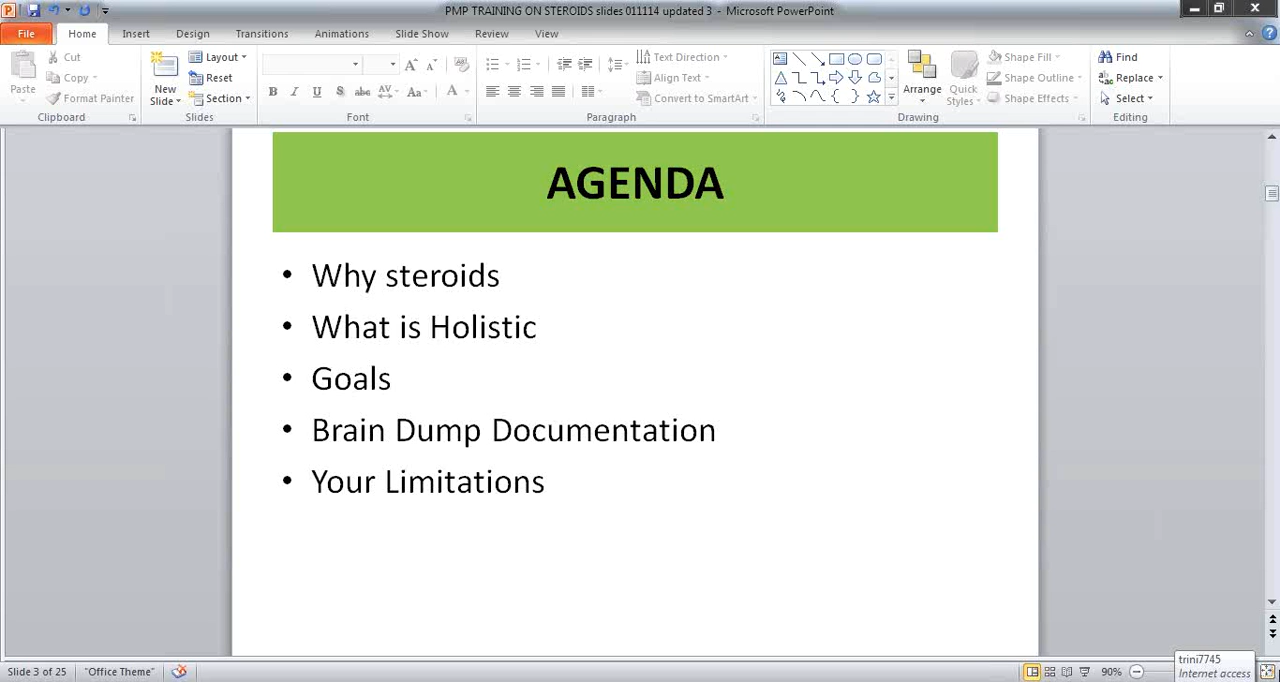 PMP TRAINING ON STEROIDS slides 011114 updated 3 - Microsoft PowerPoint
File Home Insert Design Transitions Animations Slide Show Review View
Paste
Cut
Copy
Format Painter
Clipboard
New Slide
Layout
Reset
Section
Slides
Font
Text Direction
Align Text
Convert to SmartArt
Paragraph
Arrange
Quick Styles
Shape Fill
Shape Outline
Shape Effects
Drawing
Find
Replace
Select
Editing
AGENDA
• Why steroids
• What is Holistic
• Goals
• Brain Dump Documentation
• Your Limitations
Slide 3 of 25 "Office Theme" 90%
trini7745
Internet access